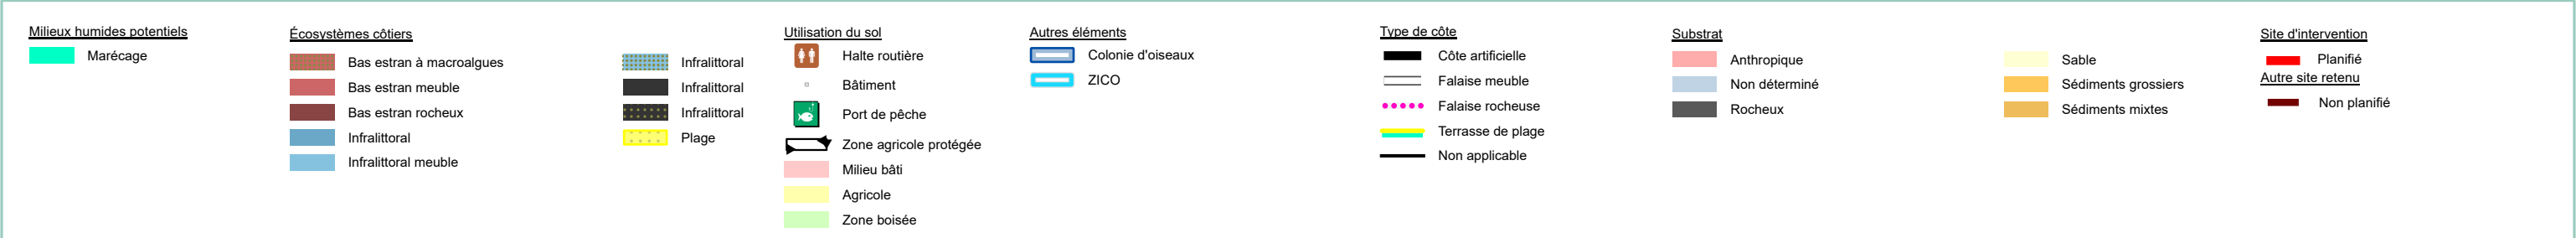 Milieux humides potentiels
Marécage
Écosystèmes côtiers
Bas estran à macroalgues
Bas estran meuble
Bas estran rocheux
Infralittoral
Infralittoral meuble
Infralittoral
Infralittoral
Infralittoral
Plage
Utilisation du sol
Halte routière
Bâtiment
Port de pêche
Zone agricole protégée
Milieu bâti
Agricole
Zone boisée
Autres éléments
Colonie d'oiseaux
ZICO
Type de côte
Côte artificielle
Falaise meuble
Falaise rocheuse
Terrasse de plage
Non applicable
Substrat
Anthropique
Non déterminé
Rocheux
Sable
Sédiments grossiers
Sédiments mixtes
Site d'intervention
Planifié
Autre site retenu
Non planifié